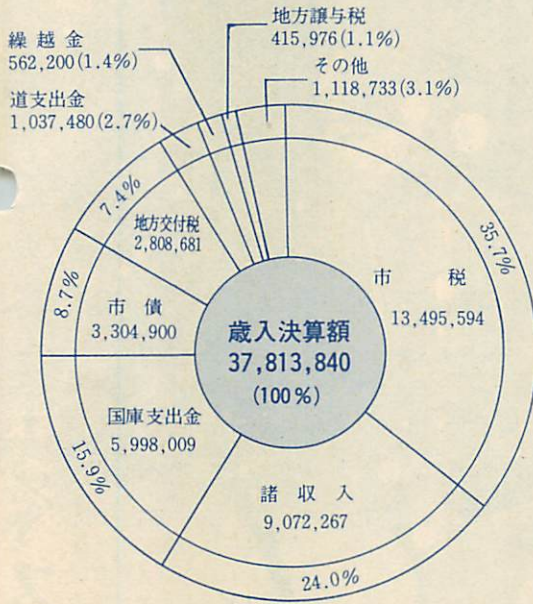 地方譲与税
415,976(1.1%)
繰越金
562,200(1.4%)
その他
1,118,733(3.1%)
道支出金
1,037,480(2.7%)
7.4%
地方交付税
2,808,681
35.7%
市税
13,495,594
8.7%
市債
3,304,900
歳入決算額
37,813,840
(100%)
国庫支出金
5,998,009
15.9%
諸収入
9,072,267
24.0%